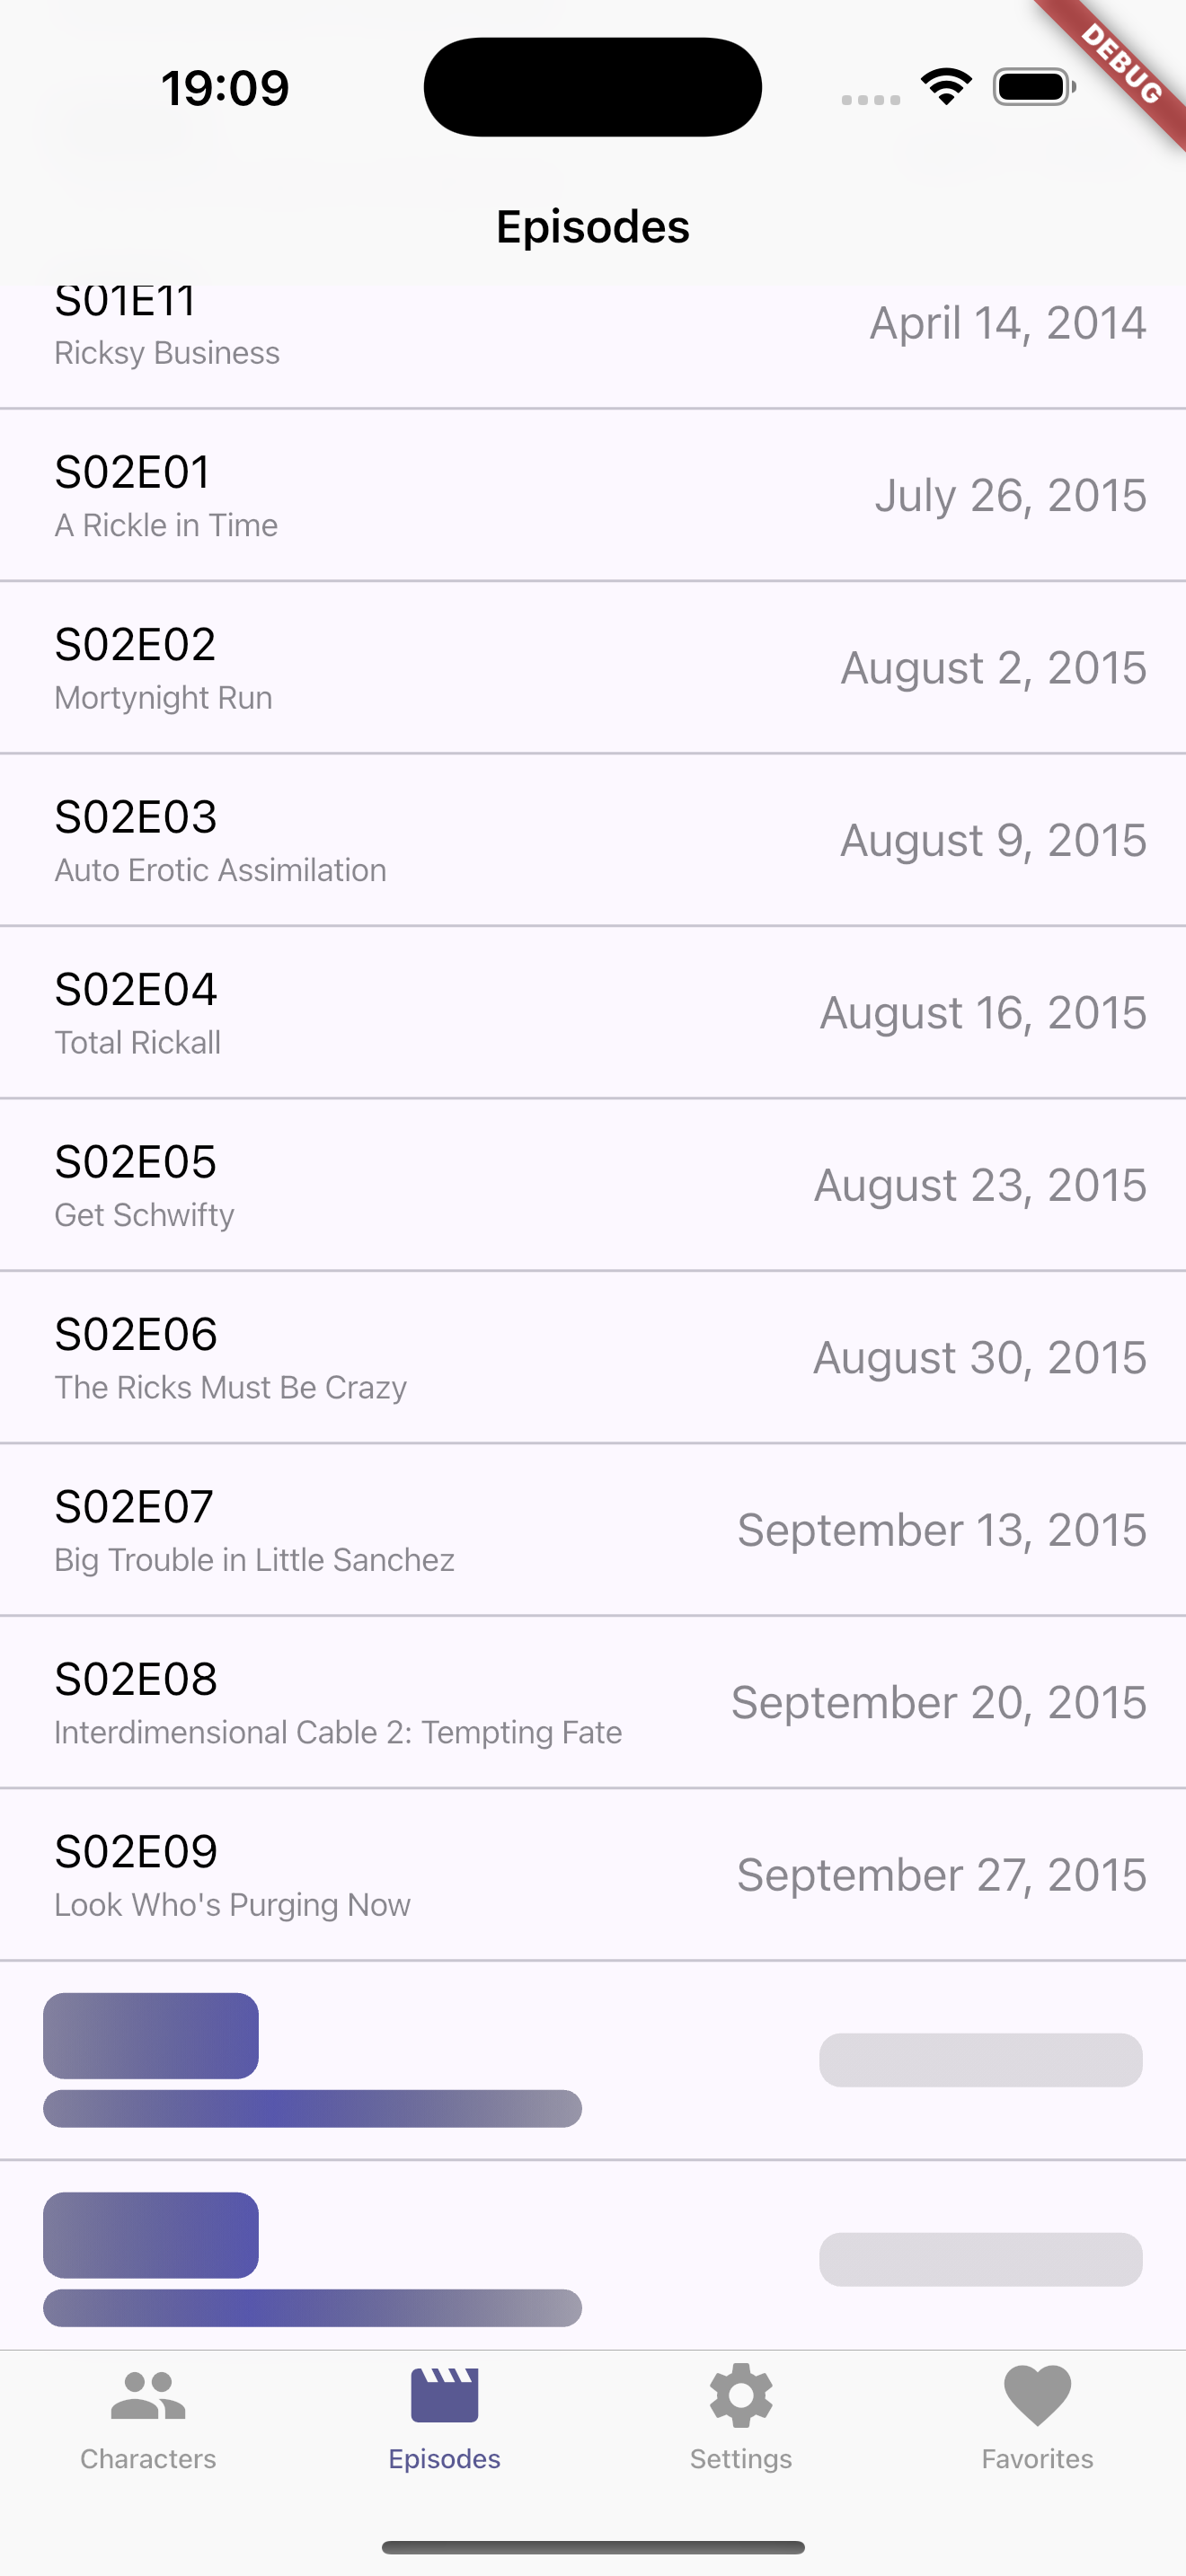 19:09
DEBUG
Episodes
S01E11
Ricksy Business
April 14, 2014
S02E01
A Rickle in Time
July 26, 2015
S02E02
Mortynight Run
August 2, 2015
S02E03
Auto Erotic Assimilation
August 9, 2015
S02E04
Total Rickall
August 16, 2015
S02E05
Get Schwifty
August 23, 2015
S02E06
The Ricks Must Be Crazy
August 30, 2015
S02E07
Big Trouble in Little Sanchez
September 13, 2015
S02E08
Interdimensional Cable 2: Tempting Fate
September 20, 2015
S02E09
Look Who's Purging Now
September 27, 2015
Characters
Episodes
Settings
Favorites